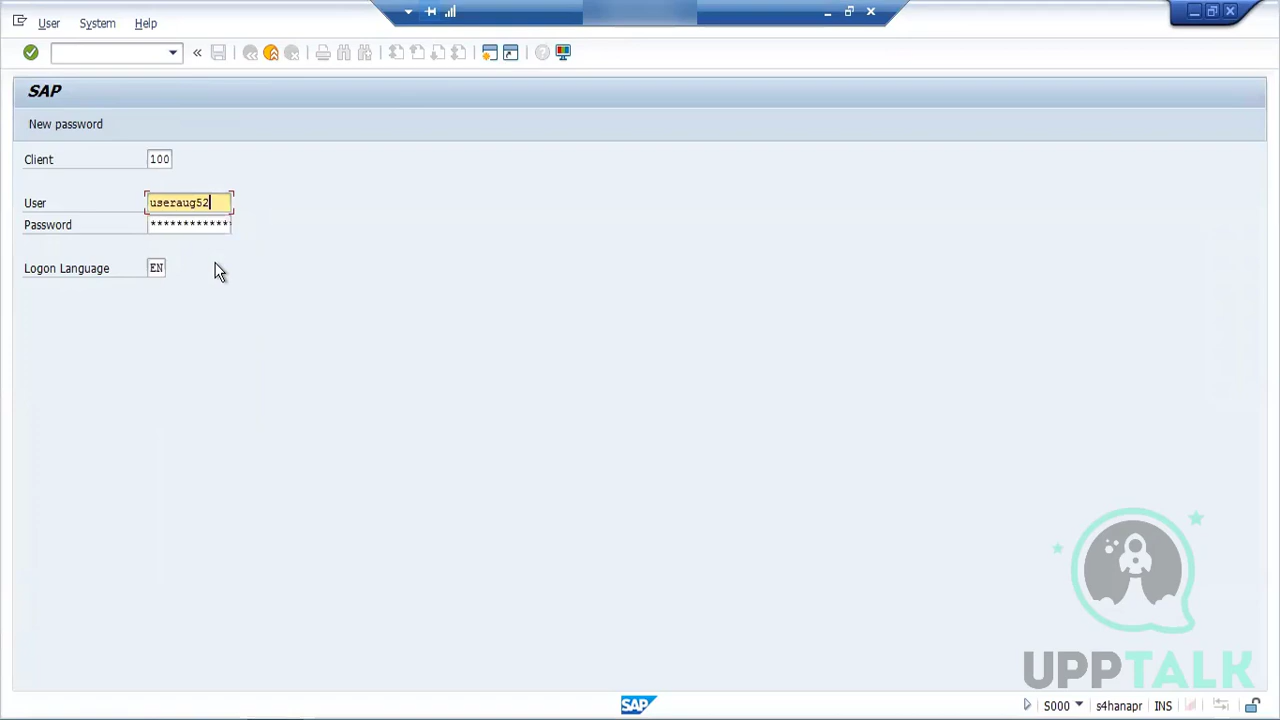 User System Help
SAP
New password
Client 100
User useraug52
Password ************
Logon Language EN
UPPTALK
SAP S000 s4hanapr INS